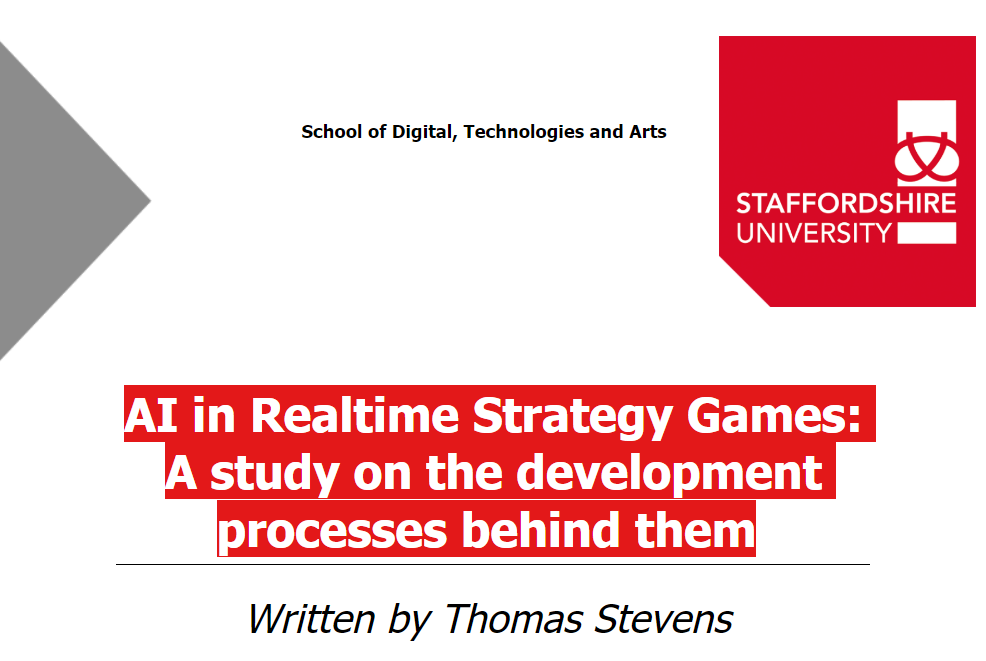 School of Digital, Technologies and Arts
STAFFORDSHIRE
UNIVERSITY
AI in Realtime Strategy Games:
A study on the development
processes behind them
Written by Thomas Stevens